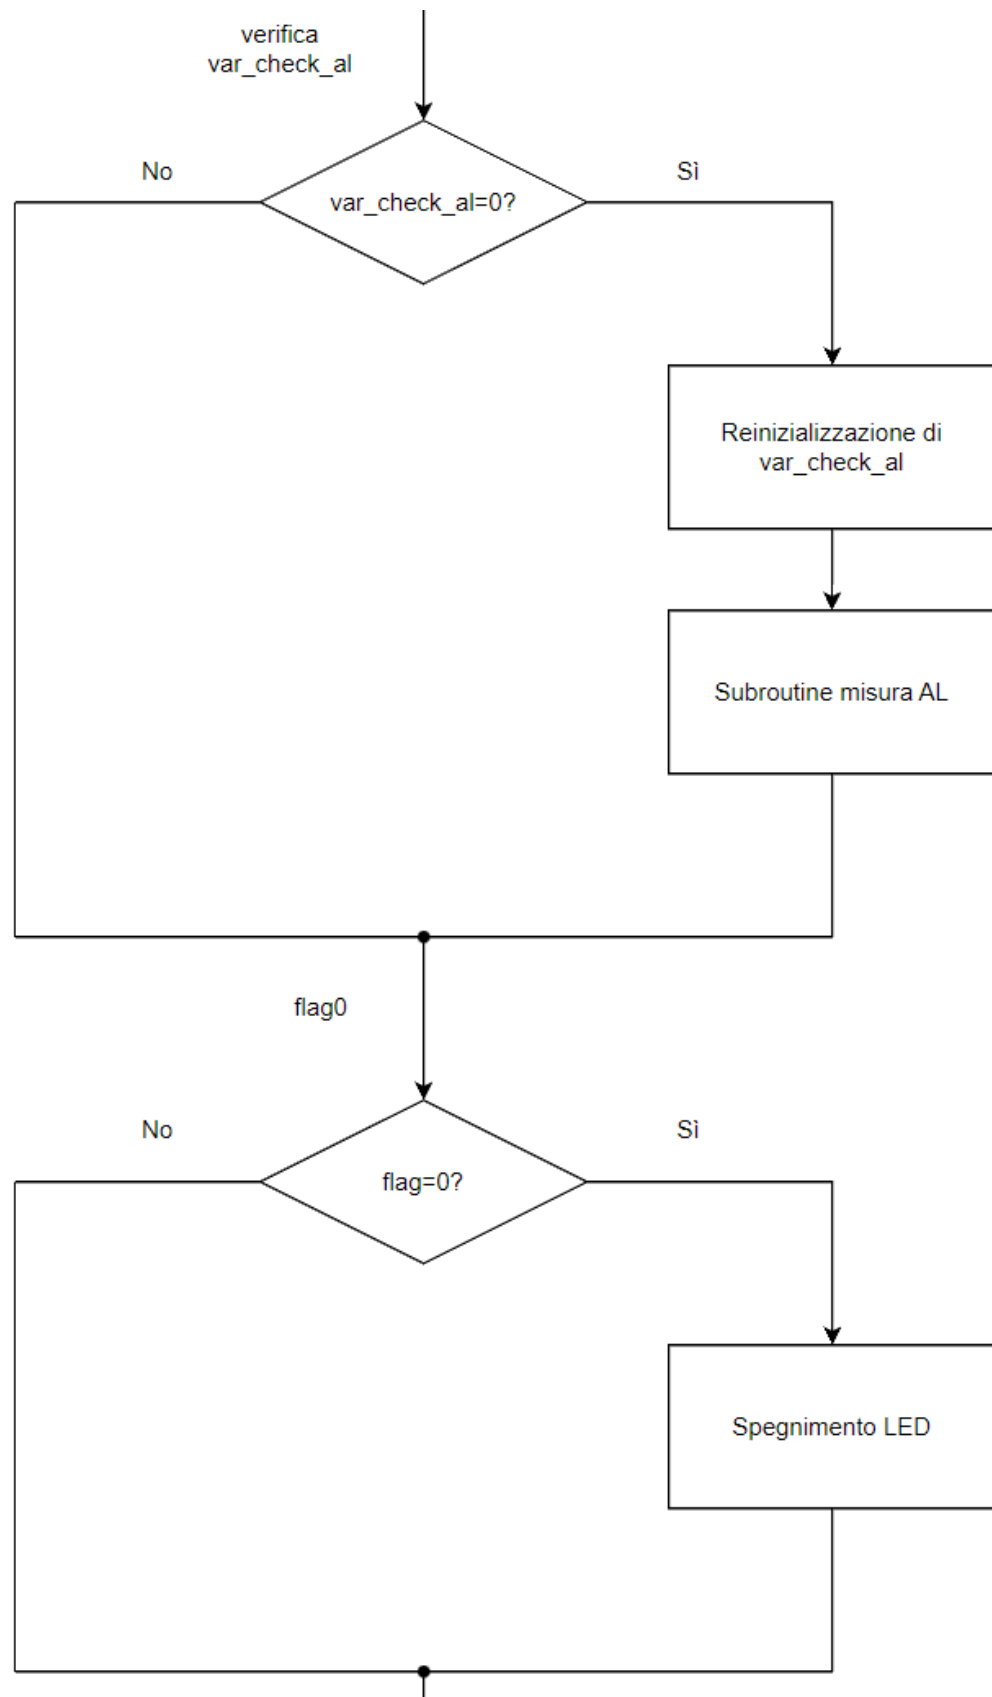 verifica
var_check_al
No
Sì
var_check_al=0?
Reinizializzazione di
var_check_al
Subroutine misura AL
flag0
No
Sì
flag=0?
Spegnimento LED